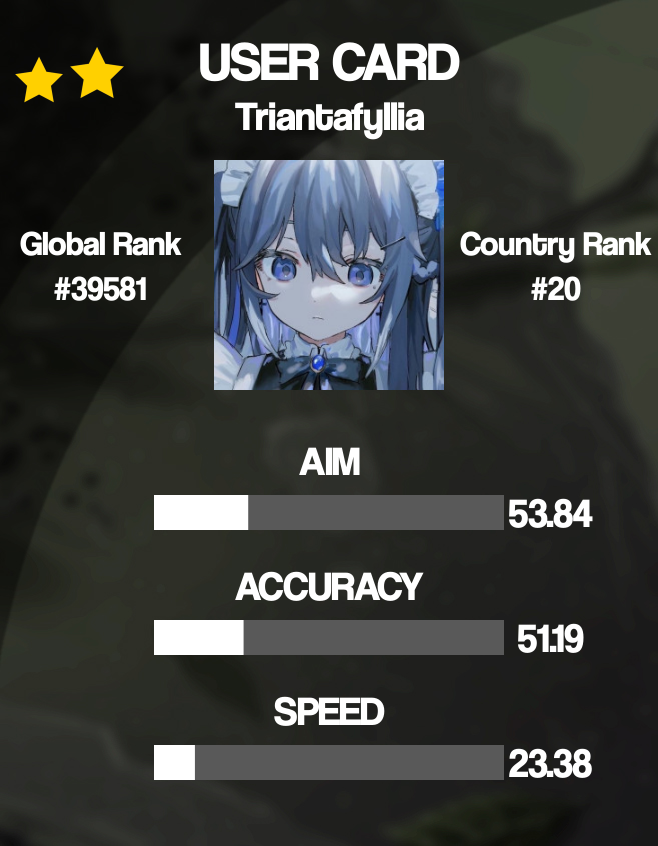 USER CARD
Triantafyllia
Global Rank
#39581
Country Rank
#20
AIM
53.84
ACCURACY
51.19
SPEED
23.38